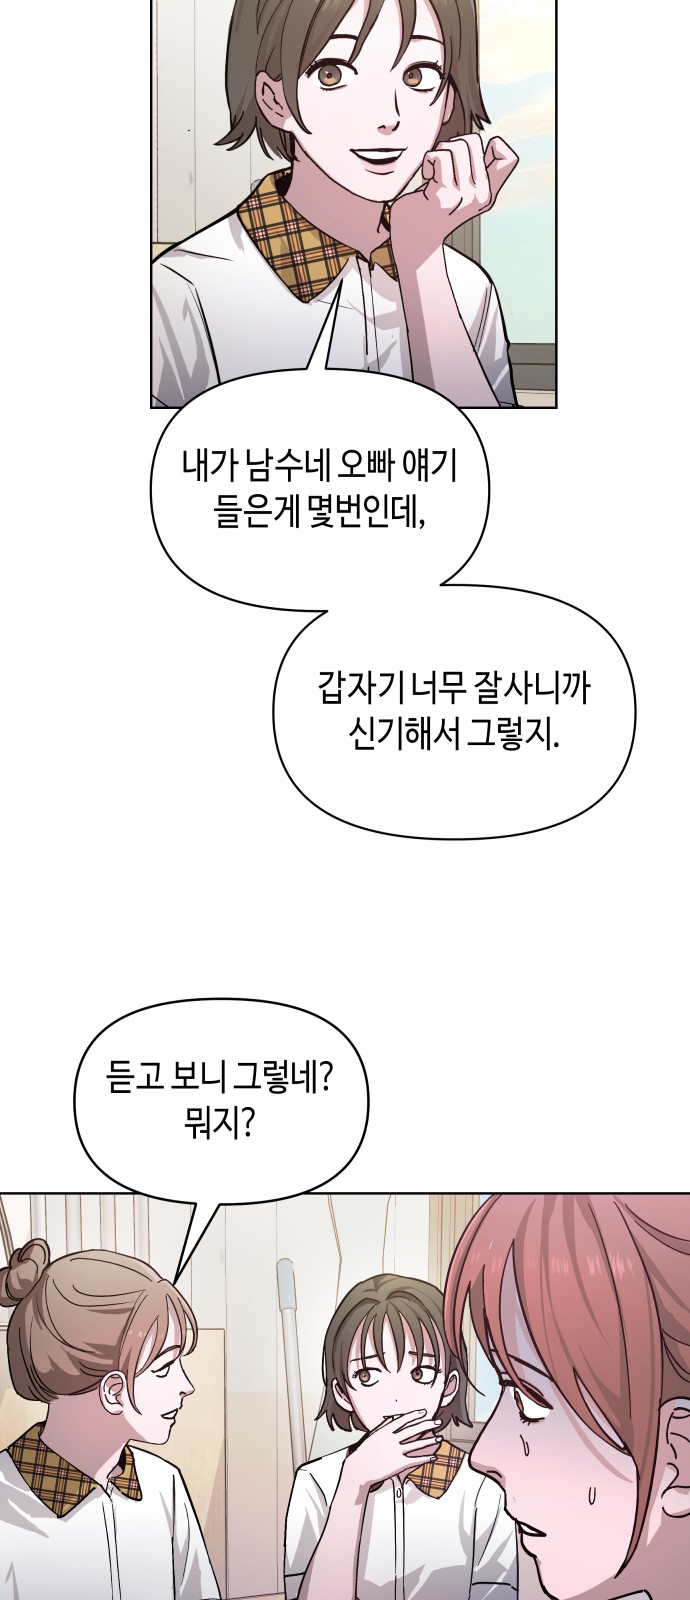 내가 남수네 오빠 얘기
들은게 몇번인데,
갑자기 너무 잘사니까
신기해서 그렇지.
듣고 보니 그렇네?
뭐지?